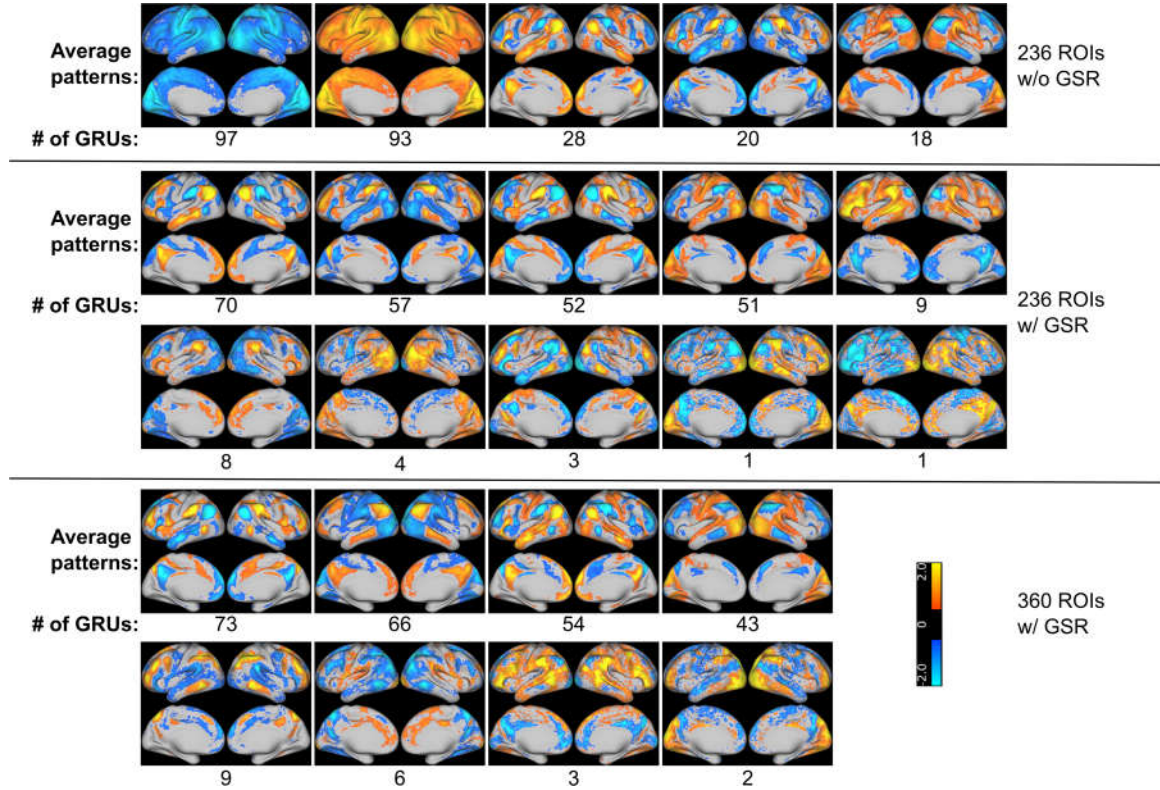 Average
patterns:
236 ROIs
w/o GSR
# of GRUs:
97 93 28 20 18
Average
patterns:
# of GRUs:
70 57 52 51 9
236 ROIs
w/ GSR
8 4 3 1 1
Average
patterns:
2.0
0
-2.0
360 ROIs
w/ GSR
# of GRUs:
73 66 54 43
9 6 3 2